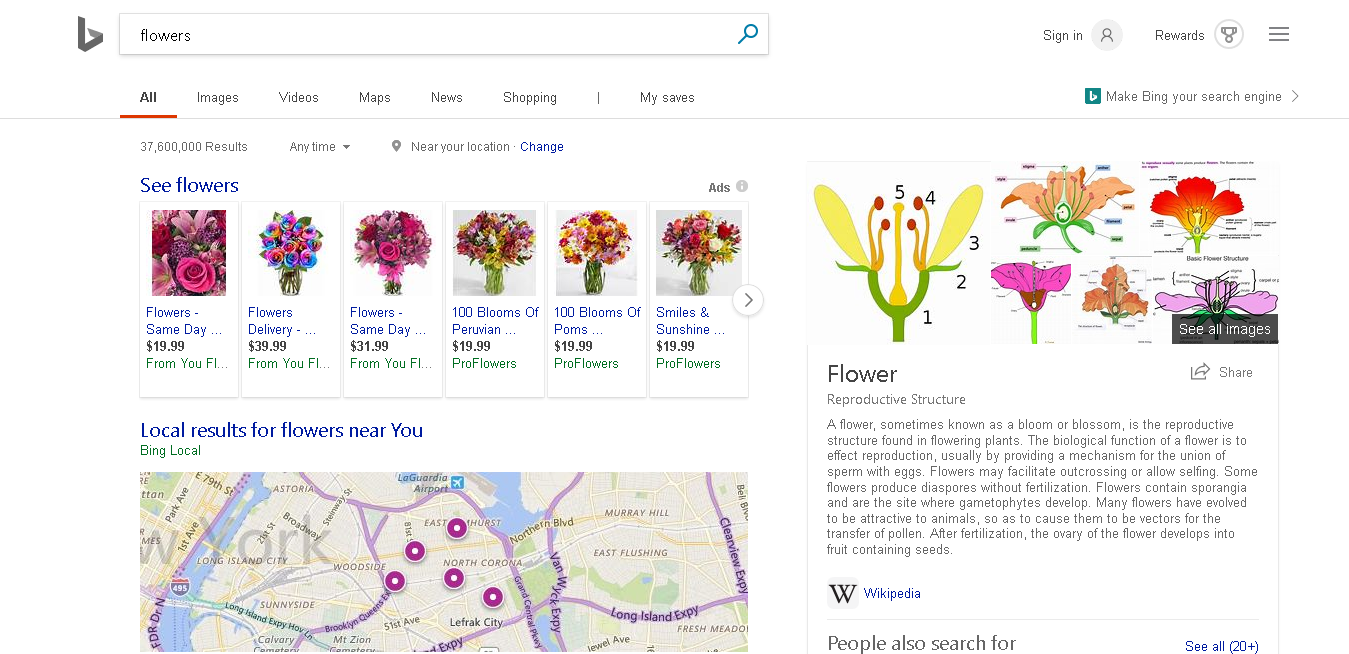 flowers
Sign in
Rewards
All
Images
Videos
Maps
News
Shopping
|
My saves
Make Bing your search engine
37,600,000 Results
Any time
Near your location · Change
See flowers
Ads
Flowers -
Same Day ...
$19.99
From You Fl...
Flowers
Delivery - ...
$39.99
From You Fl...
Flowers -
Same Day ...
$31.99
From You Fl...
100 Blooms Of
Peruvian ...
$19.99
ProFlowers
100 Blooms Of
Poms ...
$19.99
ProFlowers
Smiles &
Sunshine ...
$19.99
ProFlowers
Local results for flowers near You
Bing Local
E 79th St
ASTORIA
LaGuardia
Airport
Park Ave
1st Ave
21st St
Broadway
Steinway St
81st
Northern Blvd
MURRAY HILL
Bell Blvd
Clearview Expy
LONG ISLAND CITY
WOODSIDE
NORTH CORONA
EAST FLUSHING
495
SUNNYSIDE
Long Island Expy Hov Ln
Brooklyn Queens E
51st Ave
Lefrak City
Grand Central Pkwy
Van Wyck Expy
Long Island Expy
FRESH MEADO
FDR Dr N
Calvary
Cemetery
Mt Zion
Cemetery
Jewel Ave
5
4
3
2
1
Basic Flower Structure
See all images
Flower
Share
Reproductive Structure
A flower, sometimes known as a bloom or blossom, is the reproductive
structure found in flowering plants. The biological function of a flower is to
effect reproduction, usually by providing a mechanism for the union of
sperm with eggs. Flowers may facilitate outcrossing or allow selfing. Some
flowers produce diaspores without fertilization. Flowers contain sporangia
and are the site where gametophytes develop. Many flowers have evolved
to be attractive to animals, so as to cause them to be vectors for the
transfer of pollen. After fertilization, the ovary of the flower develops into
fruit containing seeds.
W Wikipedia
People also search for
See all (20+)